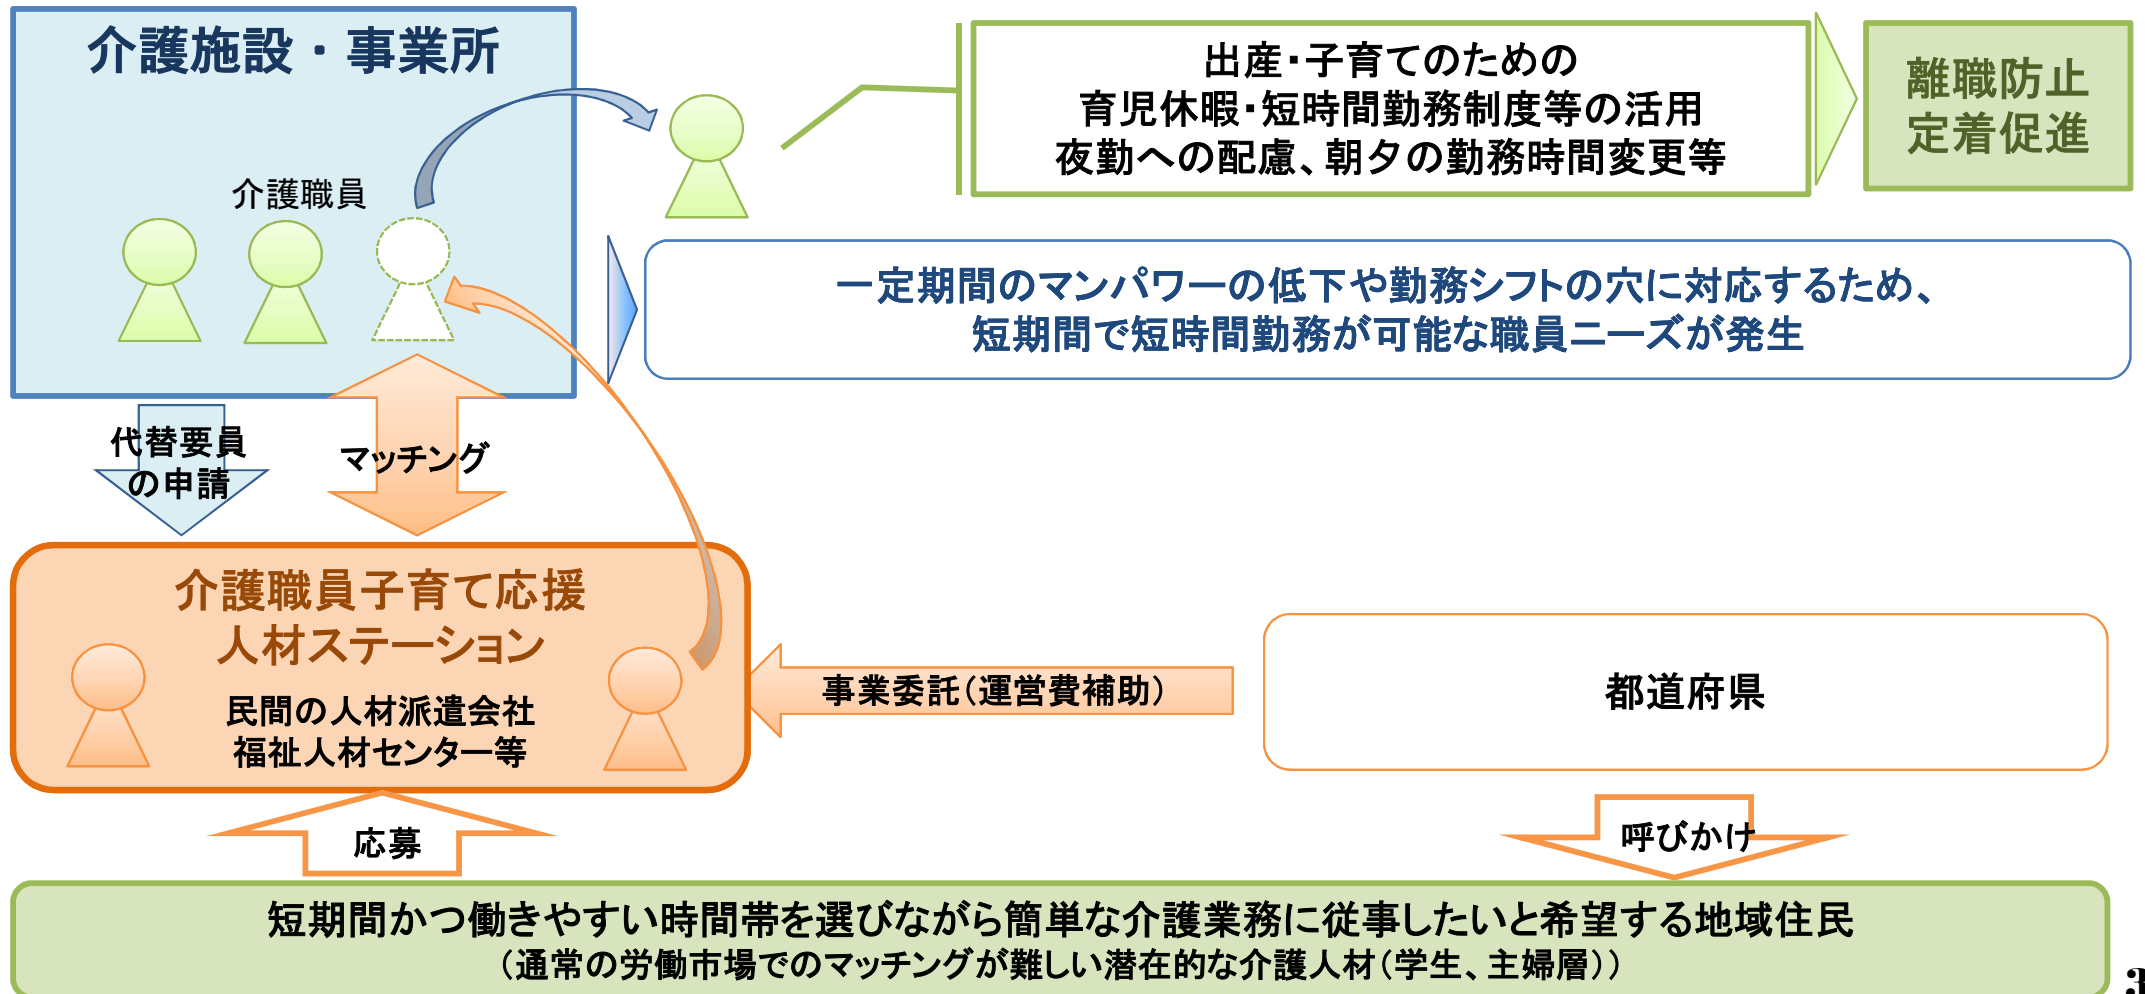 介護施設・事業所
介護職員
出産・子育てのための
育児休暇・短時間勤務制度等の活用
夜勤への配慮、朝夕の勤務時間変更等
離職防止
定着促進
一定期間のマンパワーの低下や勤務シフトの穴に対応するため、
短期間で短時間勤務が可能な職員ニーズが発生
代替要員
の申請
マッチング
介護職員子育て応援
人材ステーション
民間の人材派遣会社
福祉人材センター等
事業委託（運営費補助）
都道府県
応募
呼びかけ
短期間かつ働きやすい時間帯を選びながら簡単な介護業務に従事したいと希望する地域住民
（通常の労働市場でのマッチングが難しい潜在的な介護人材（学生、主婦層））
3